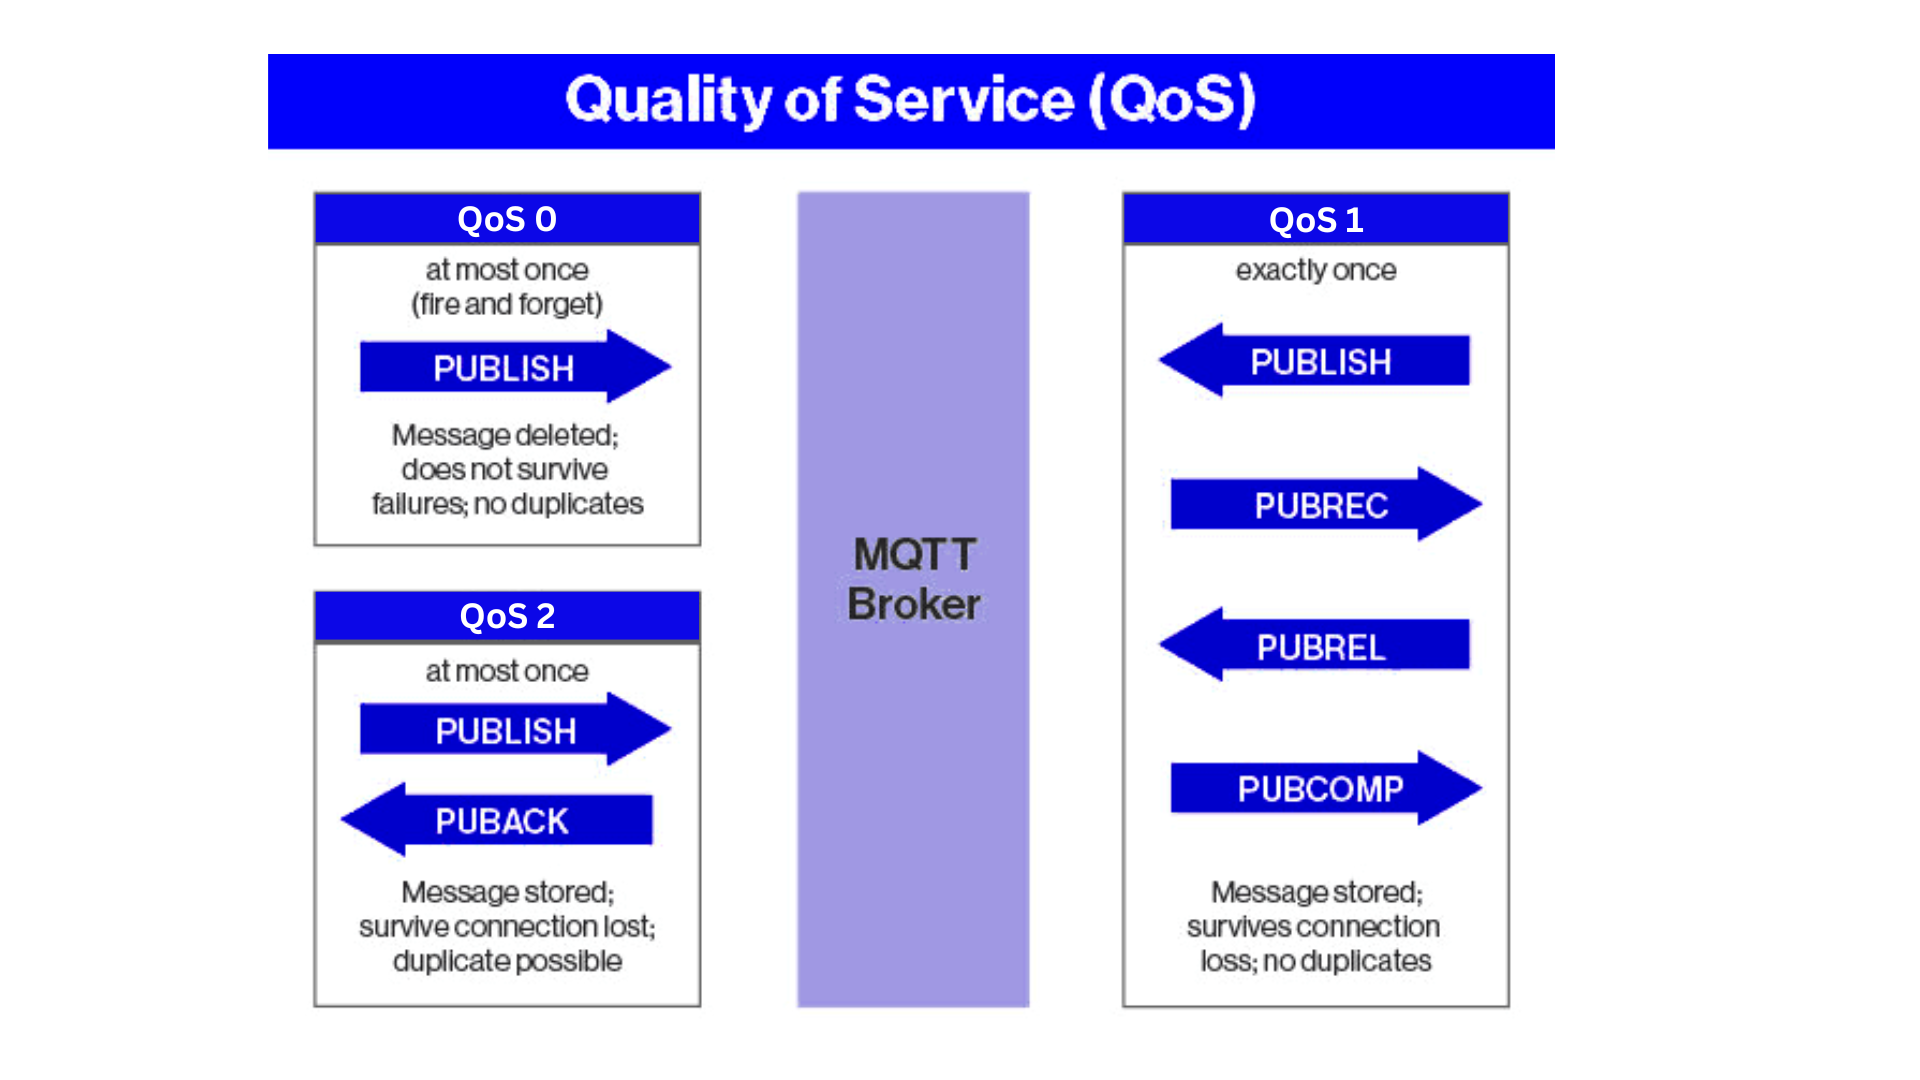 Quality of Service (QoS)
QoS 0
at most once
(fire and forget)
PUBLISH
Message deleted;
does not survive
failures; no duplicates
QoS 2
at most once
PUBLISH
PUBACK
Message stored;
survive connection lost;
duplicate possible
MQTT
Broker
QoS 1
exactly once
PUBLISH
PUBREC
PUBREL
PUBCOMP
Message stored;
survives connection
loss; no duplicates